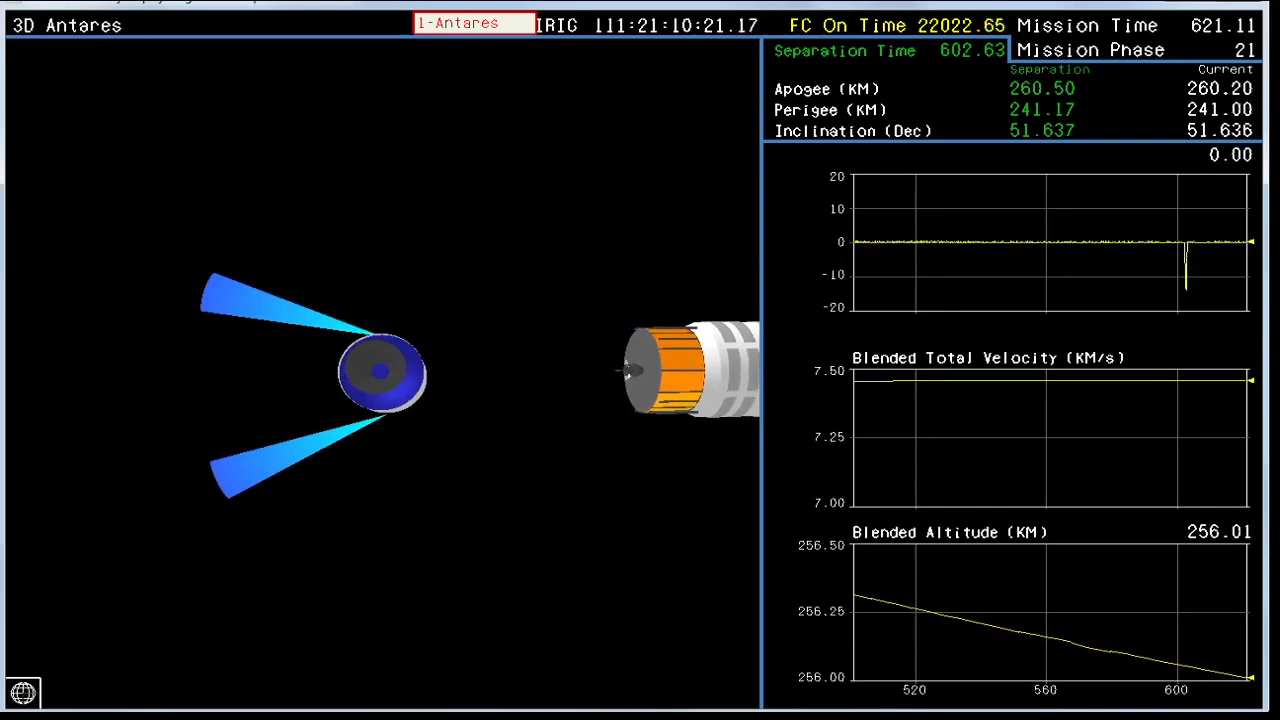 3D Antares
1-Antares
IRIG 111:21:10:21.17
FC On Time 22022.65
Mission Time 621.11
Separation Time 602.63
Mission Phase 21
Separation Current
Apogee (KM) 260.50 260.20
Perigee (KM) 241.17 241.00
Inclination (Dec) 51.637 51.636
0.00
20
10
0
-10
-20
Blended Total Velocity (KM/s)
7.50
7.25
7.00
Blended Altitude (KM) 256.01
256.50
256.25
256.00
520 560 600